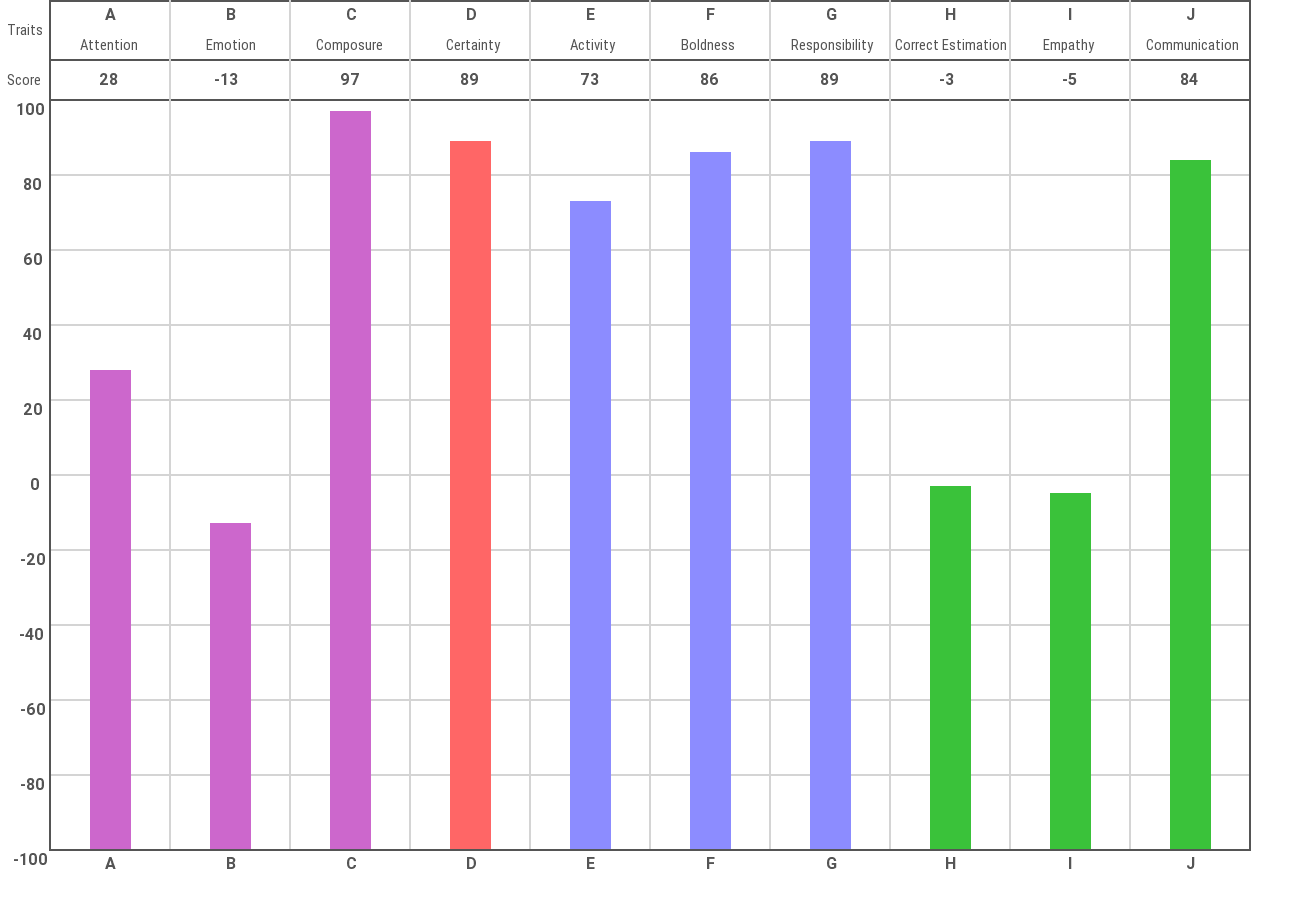 A B C D E F G H I J
Traits Attention Emotion Composure Certainty Activity Boldness Responsibility Correct Estimation Empathy Communication
Score 28 -13 97 89 73 86 89 -3 -5 84
100
80
60
40
20
0
-20
-40
-60
-80
-100
A B C D E F G H I J